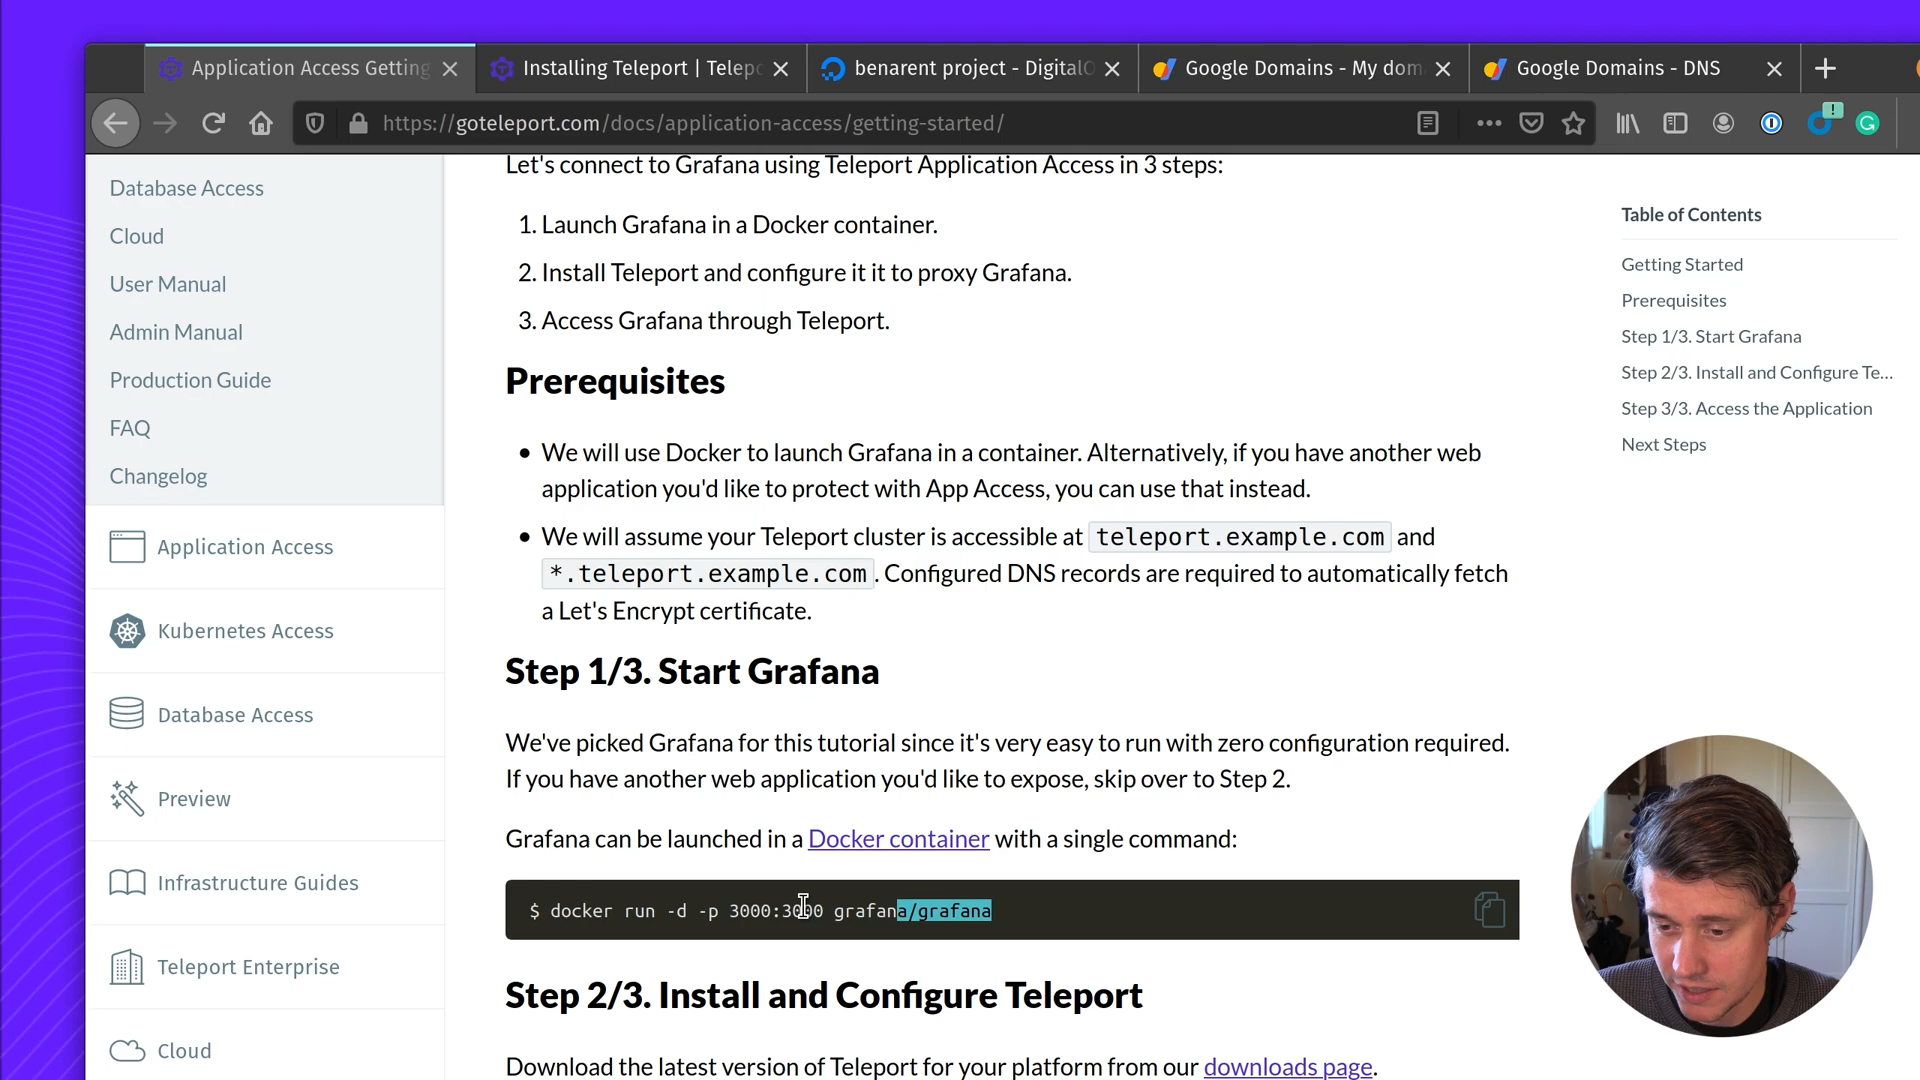 Application Access Getting
Installing Teleport | Telepo
benarent project - DigitalO
Google Domains - My dom
Google Domains - DNS
https://goteleport.com/docs/application-access/getting-started/
Database Access
Cloud
User Manual
Admin Manual
Production Guide
FAQ
Changelog
Application Access
Kubernetes Access
Database Access
Preview
Infrastructure Guides
Teleport Enterprise
Cloud
Let's connect to Grafana using Teleport Application Access in 3 steps:
1. Launch Grafana in a Docker container.
2. Install Teleport and configure it it to proxy Grafana.
3. Access Grafana through Teleport.
Prerequisites
We will use Docker to launch Grafana in a container. Alternatively, if you have another web
application you'd like to protect with App Access, you can use that instead.
We will assume your Teleport cluster is accessible at teleport.example.com and
*.teleport.example.com. Configured DNS records are required to automatically fetch
a Let's Encrypt certificate.
Step 1/3. Start Grafana
We've picked Grafana for this tutorial since it's very easy to run with zero configuration required.
If you have another web application you'd like to expose, skip over to Step 2.
Grafana can be launched in a Docker container with a single command:
$ docker run -d -p 3000:3000 grafana/grafana
Step 2/3. Install and Configure Teleport
Download the latest version of Teleport for your platform from our downloads page.
Table of Contents
Getting Started
Prerequisites
Step 1/3. Start Grafana
Step 2/3. Install and Configure Te...
Step 3/3. Access the Application
Next Steps